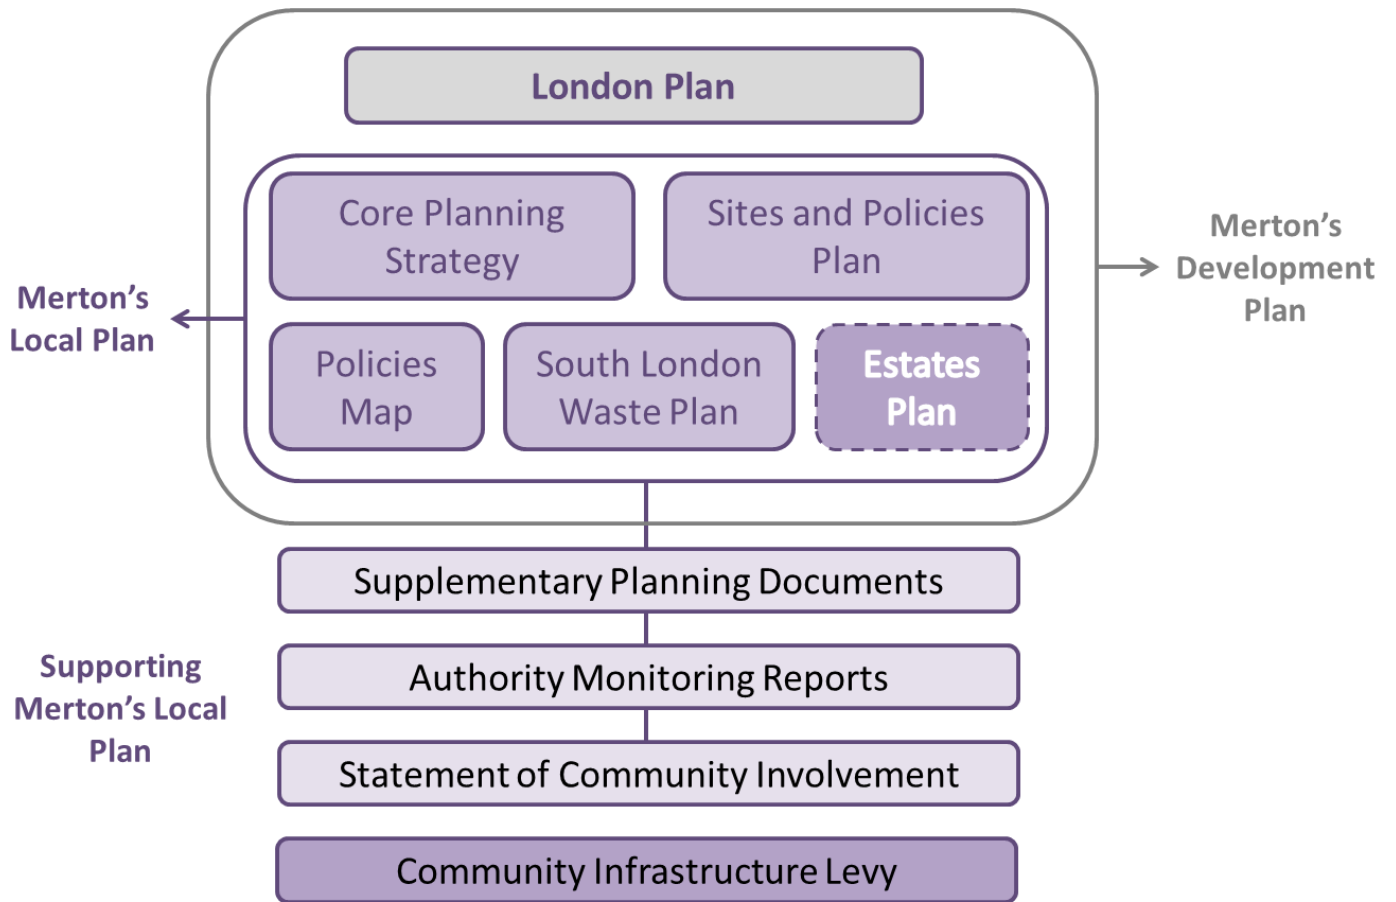 London Plan
Core Planning
Strategy
Sites and Policies
Plan
Merton's
Development
Plan
Merton's
Local Plan
Policies
Map
South London
Waste Plan
Estates
Plan
Supplementary Planning Documents
Supporting
Merton's Local
Plan
Authority Monitoring Reports
Statement of Community Involvement
Community Infrastructure Levy